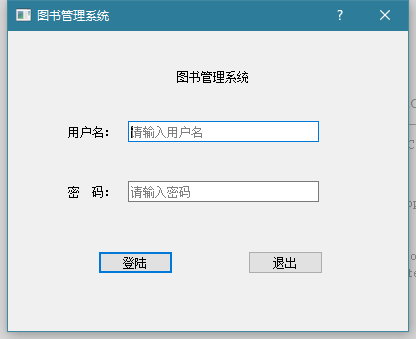 图书管理系统
图书管理系统
用户名： 请输入用户名
密 码： 请输入密码
登陆 退出